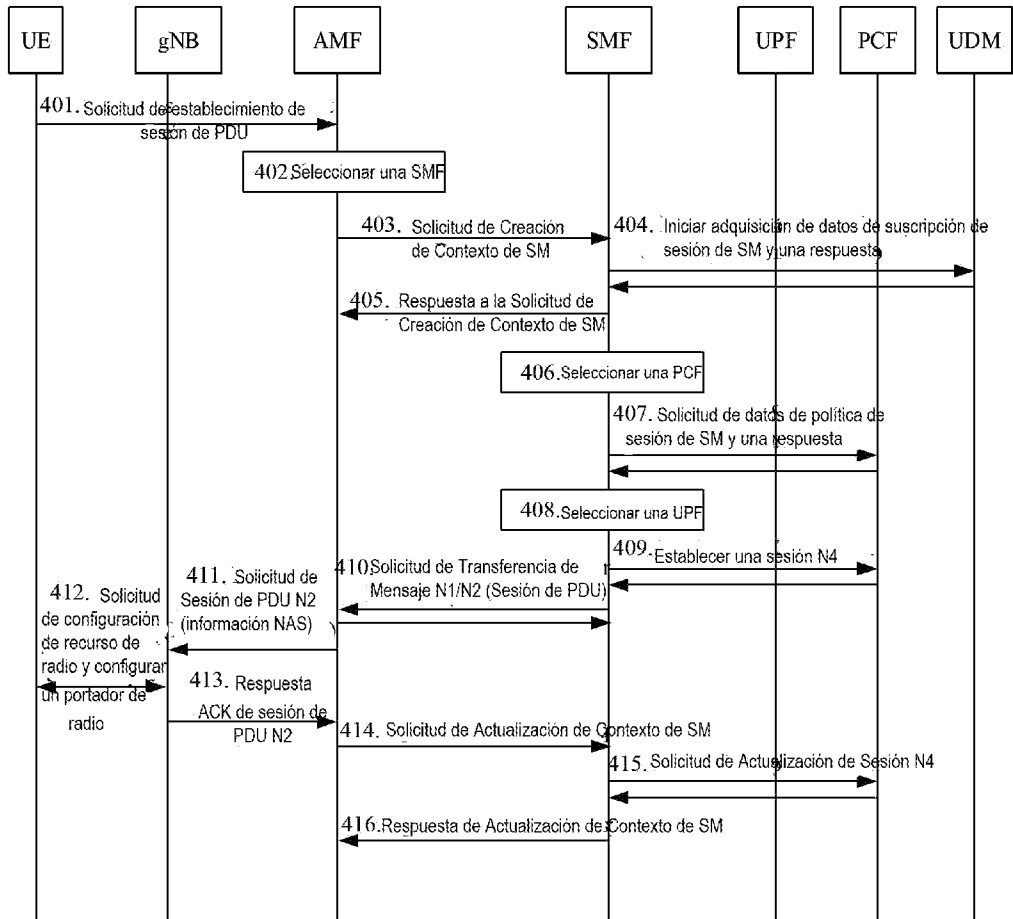 UE
gNB
AMF
SMF
UPF
PCF
UDM
401. Solicitud de establecimiento de
sesión de PDU
402. Seleccionar una SMF
403. Solicitud de Creación
de Contexto de SM
404. Iniciar adquisición de datos de suscripción de
sesión de SM y una respuesta
405. Respuesta a la Solicitud de
Creación de Contexto de SM
406. Seleccionar una PCF
407. Solicitud de datos de política de
sesión de SM y una respuesta
408. Seleccionar una UPF
409. Establecer una sesión N4
410. Solicitud de Transferencia de
Mensaje N1/N2 (Sesión de PDU)
411. Solicitud de
Sesión de PDU N2
(información NAS)
412. Solicitud
de configuración
de recurso de
radio y configurar
un portador de
radio
413. Respuesta
ACK de sesión de
PDU N2
414. Solicitud de Actualización de Contexto de SM
415. Solicitud de Actualización de Sesión N4
416. Respuesta de Actualización de Contexto de SM